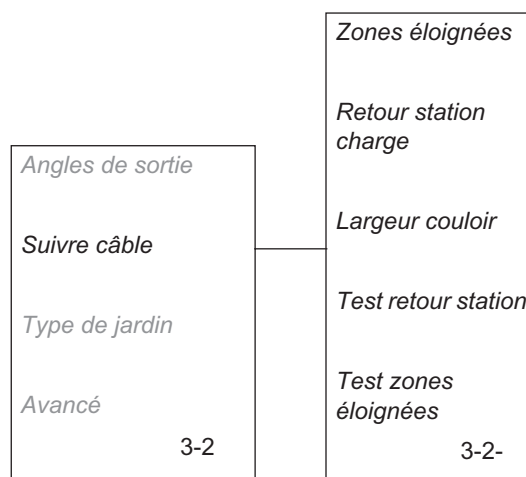 Angles de sortie
Suivre câble
Type de jardin
Avancé
3-2
Zones éloignées
Retour station
charge
Largeur couloir
Test retour station
Test zones
éloignées
3-2-